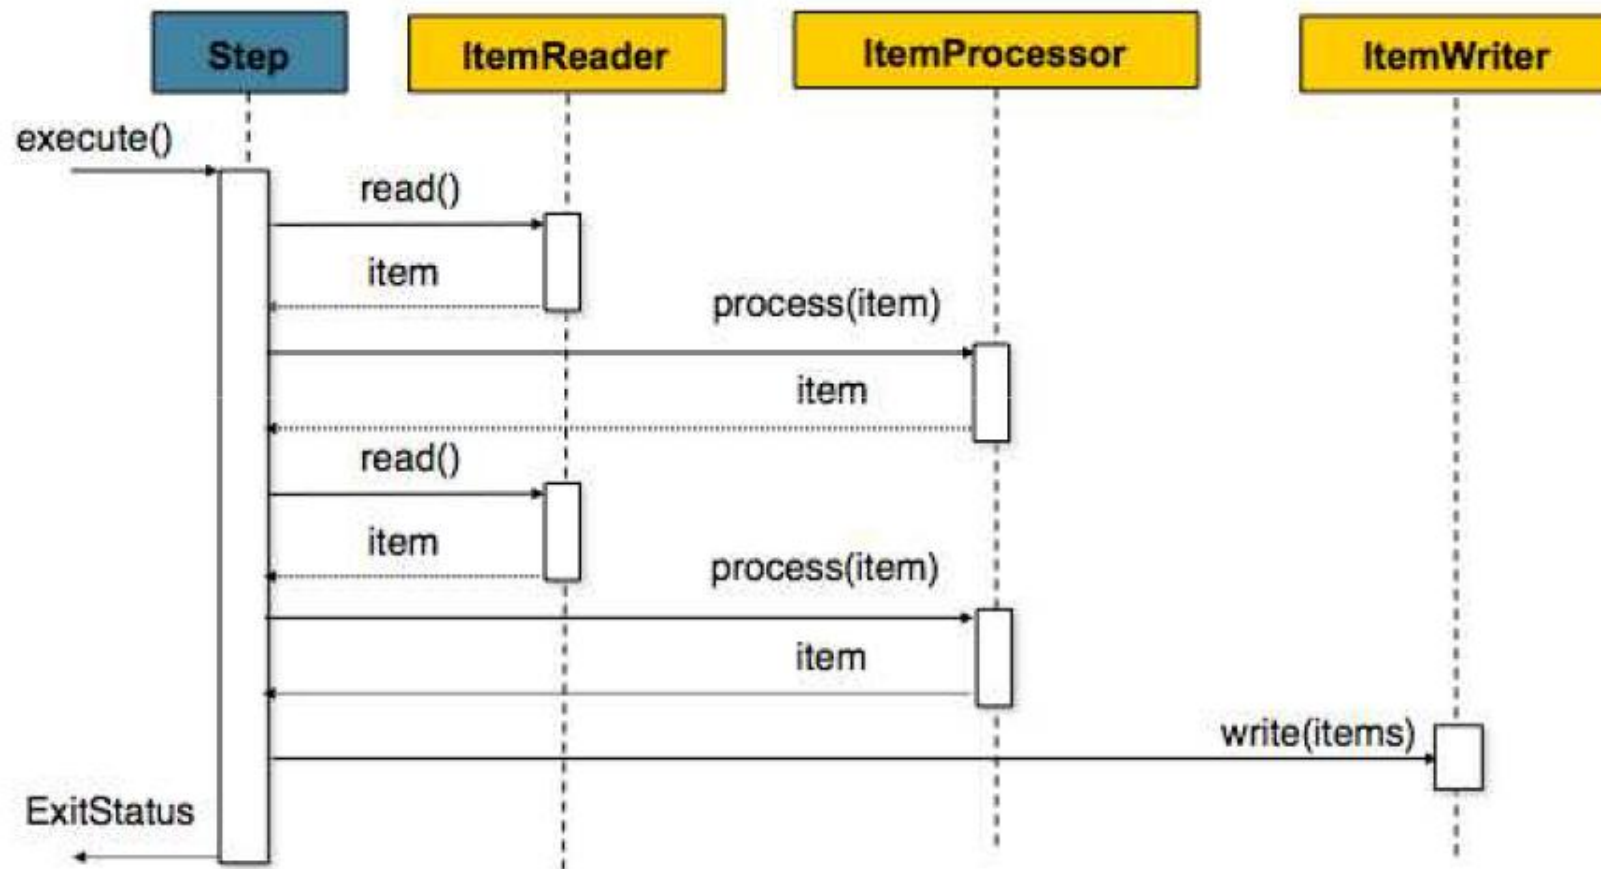 Step
ItemReader
ItemProcessor
ItemWriter
execute()
read()
item
process(item)
item
read()
item
process(item)
item
write(items)
ExitStatus